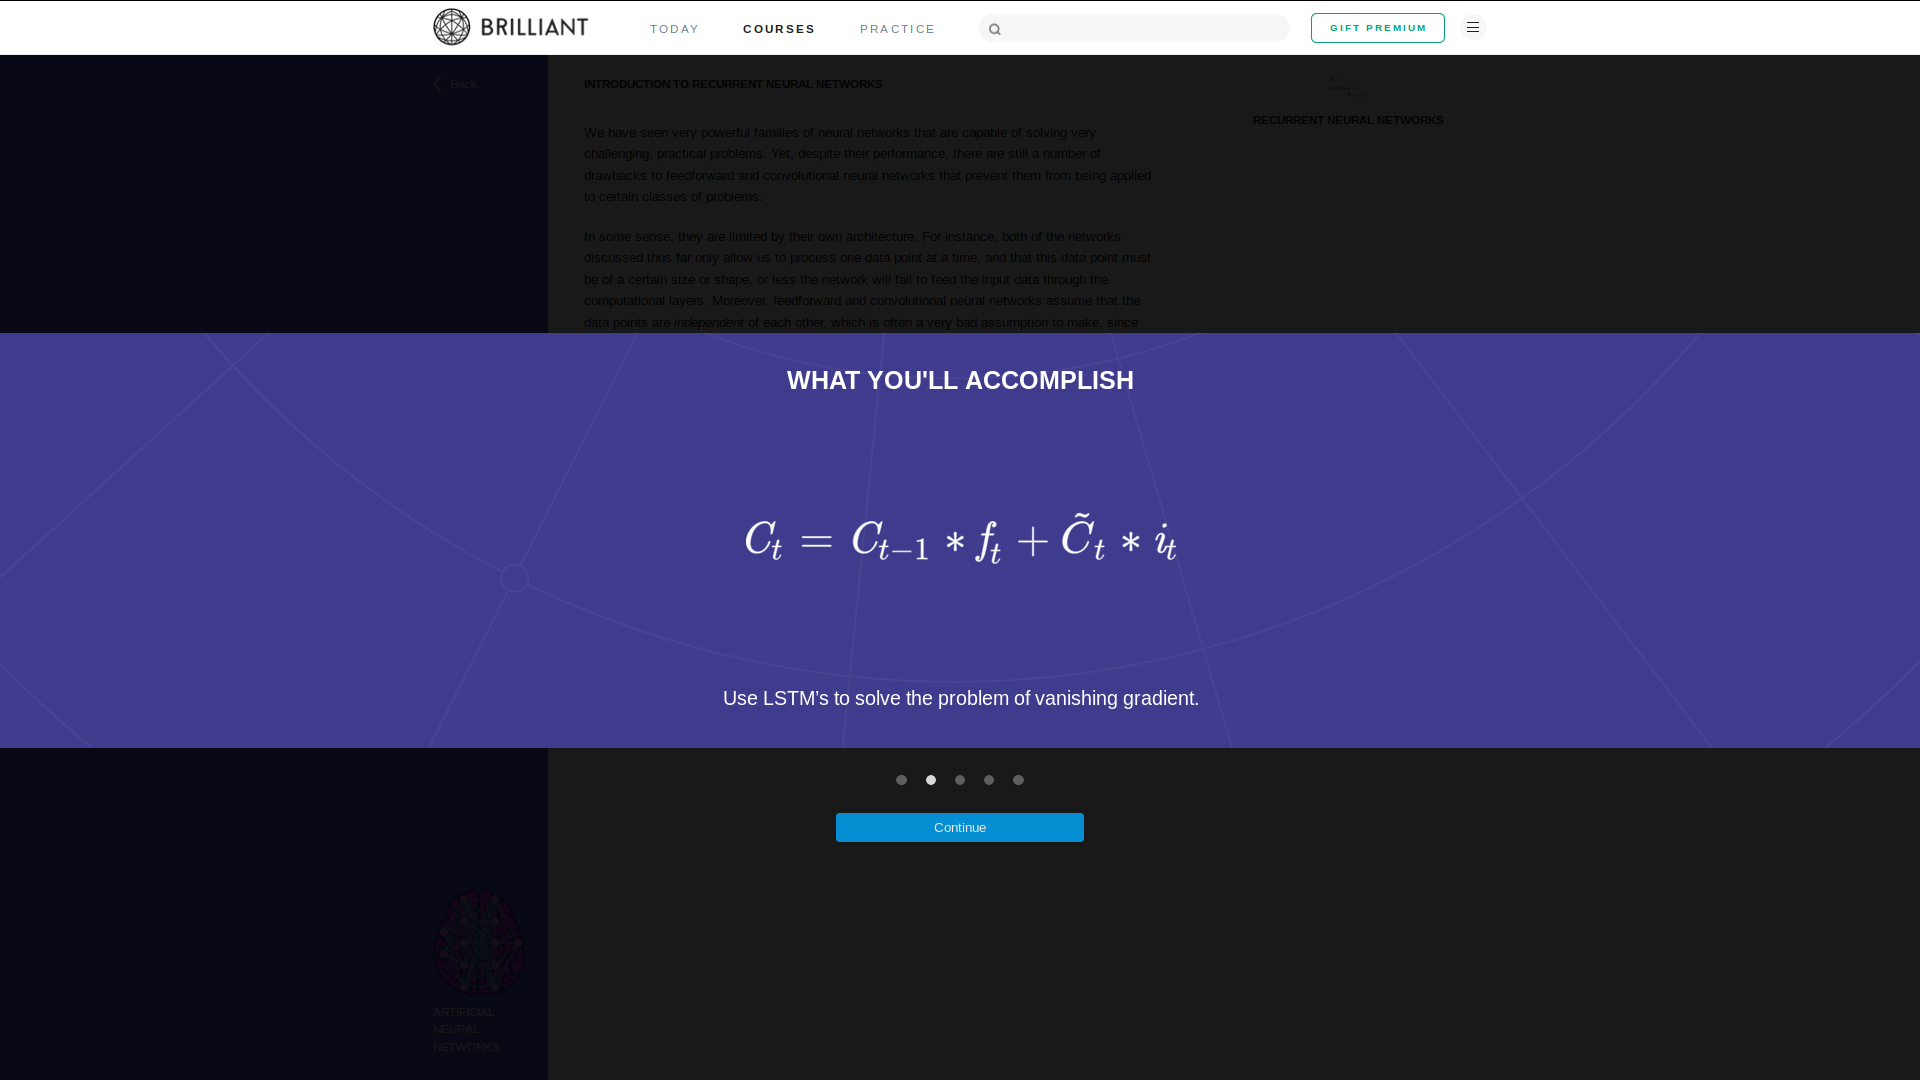 BRILLIANT
TODAY
COURSES
PRACTICE
GIFT PREMIUM
Back
INTRODUCTION TO RECURRENT NEURAL NETWORKS
RECURRENT NEURAL NETWORKS
We have seen very powerful families of neural networks that are capable of solving very
challenging, practical problems. Yet, despite their performance, there are still a number of
drawbacks to feedforward and convolutional neural networks that prevent them from being applied
to certain classes of problems.
In some sense, they are limited by their own architecture. For instance, both of the networks
discussed thus far only allow us to process one data point at a time, and that this data point must
be of a certain size or shape, or less the network will fail to feed the input data through the
computational layers. Moreover, feedforward and convolutional neural networks assume that the
data points are independent of each other, which is often a very bad assumption to make, since
WHAT YOU'LL ACCOMPLISH
C_t = C_{t−1} * f_t + C̃_t * i_t
Use LSTM’s to solve the problem of vanishing gradient.
Continue
ARTIFICIAL
NEURAL
NETWORKS